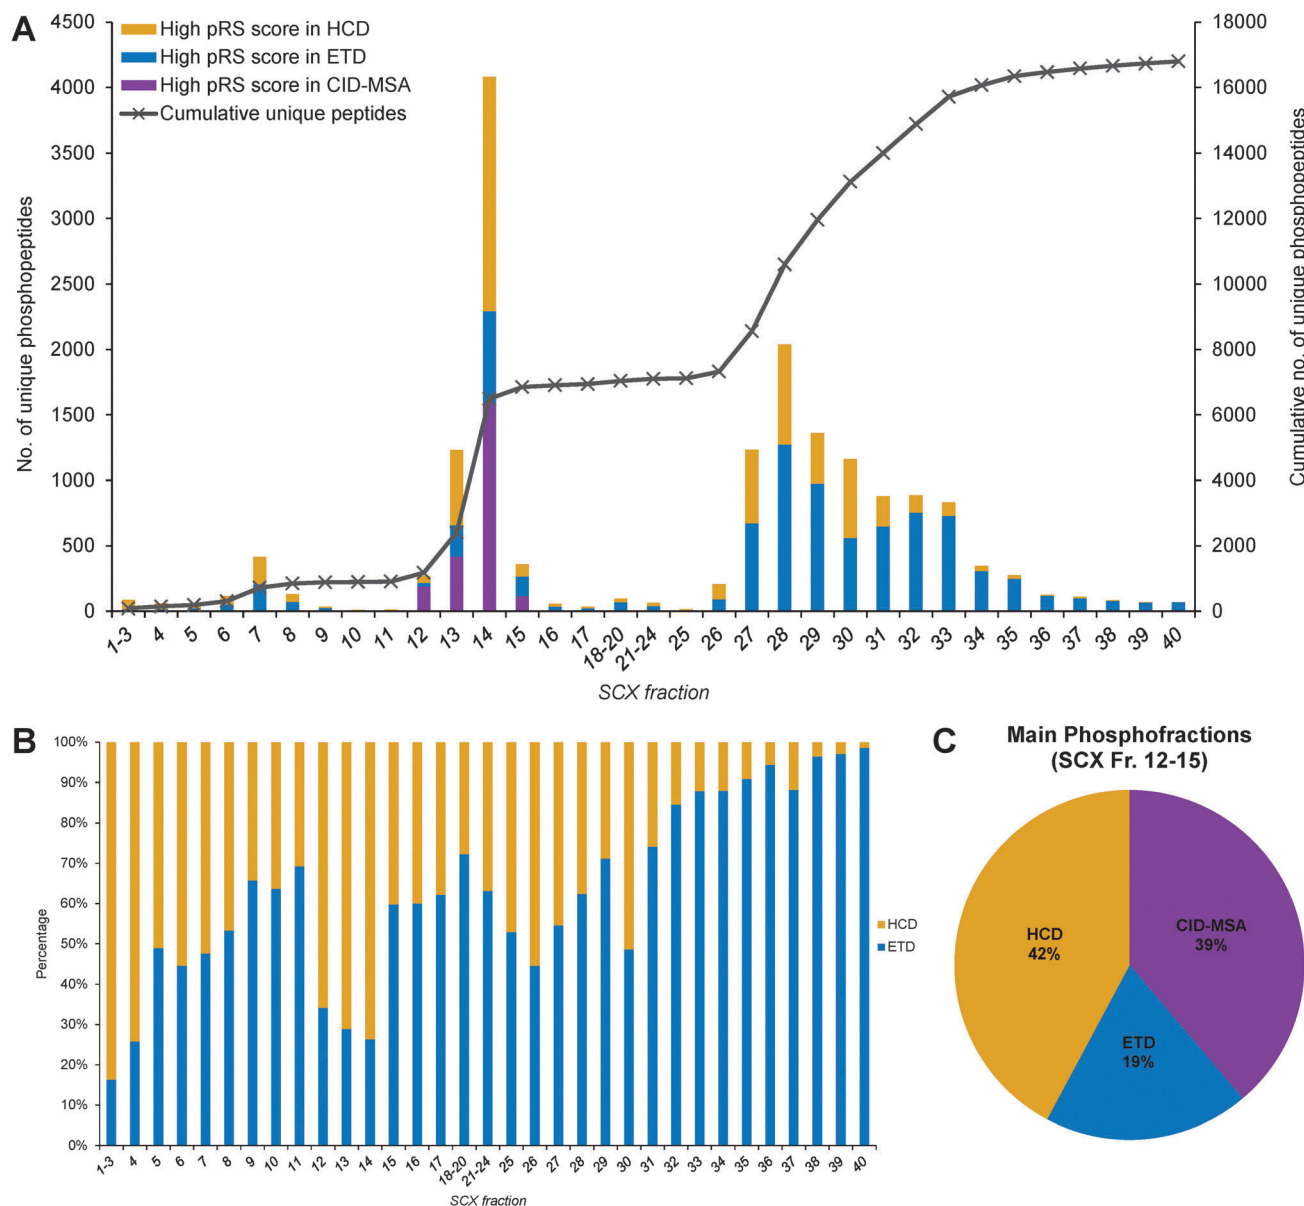 A
High pRS score in HCD
High pRS score in ETD
High pRS score in CID-MSA
Cumulative unique peptides
No. of unique phosphopeptides
4500
4000
3500
3000
2500
2000
1500
1000
500
0
Cumulative no. of unique phosphopeptides
18000
16000
14000
12000
10000
8000
6000
4000
2000
0
1-3 4 5 6 7 8 9 10 11 12 13 14 15 16 17 18-20 21-24 25 26 27 28 29 30 31 32 33 34 35 36 37 38 39 40
SCX fraction
B
Percentage
100%
90%
80%
70%
60%
50%
40%
30%
20%
10%
0%
1-3 4 5 6 7 8 9 10 11 12 13 14 15 16 17 18-20 21-24 25 26 27 28 29 30 31 32 33 34 35 36 37 38 39 40
SCX fraction
HCD
ETD
C
Main Phosphofractions
(SCX Fr. 12-15)
HCD
42%
CID-MSA
39%
ETD
19%